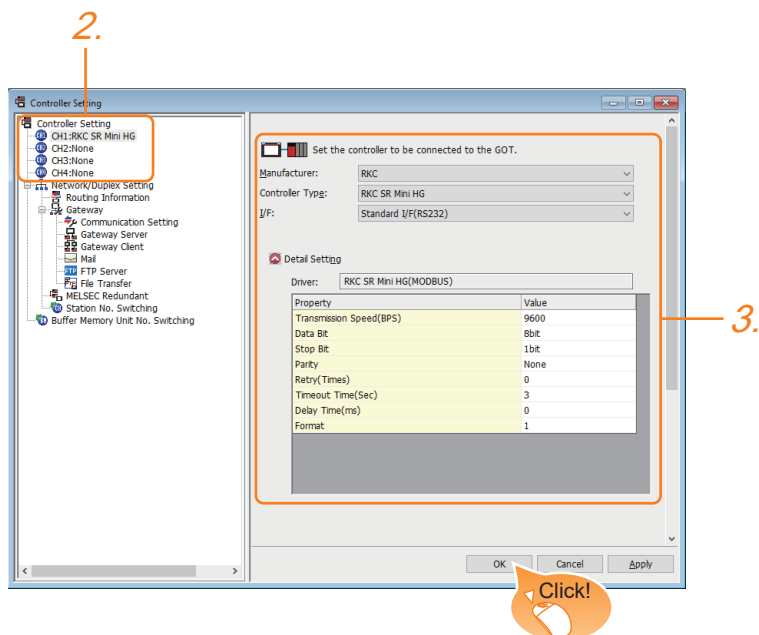 2.
Controller Setting
Controller Setting
CH1:RKC SR Mini HG
CH2:None
CH3:None
CH4:None
Network/Duplex Setting
Routing Information
Gateway
Communication Setting
Gateway Server
Gateway Client
Mail
FTP FTP Server
File Transfer
MELSEC Redundant
Station No. Switching
Buffer Memory Unit No. Switching
Set the controller to be connected to the GOT.
Manufacturer: RKC
Controller Type: RKC SR Mini HG
I/F: Standard I/F(RS232)
Detail Setting
Driver: RKC SR Mini HG(MODBUS)
Property Value
Transmission Speed(BPS) 9600
Data Bit 8bit
Stop Bit 1bit
Parity None
Retry(Times) 0
Timeout Time(Sec) 3
Delay Time(ms) 0
Format 1
3.
OK Cancel Apply
Click!